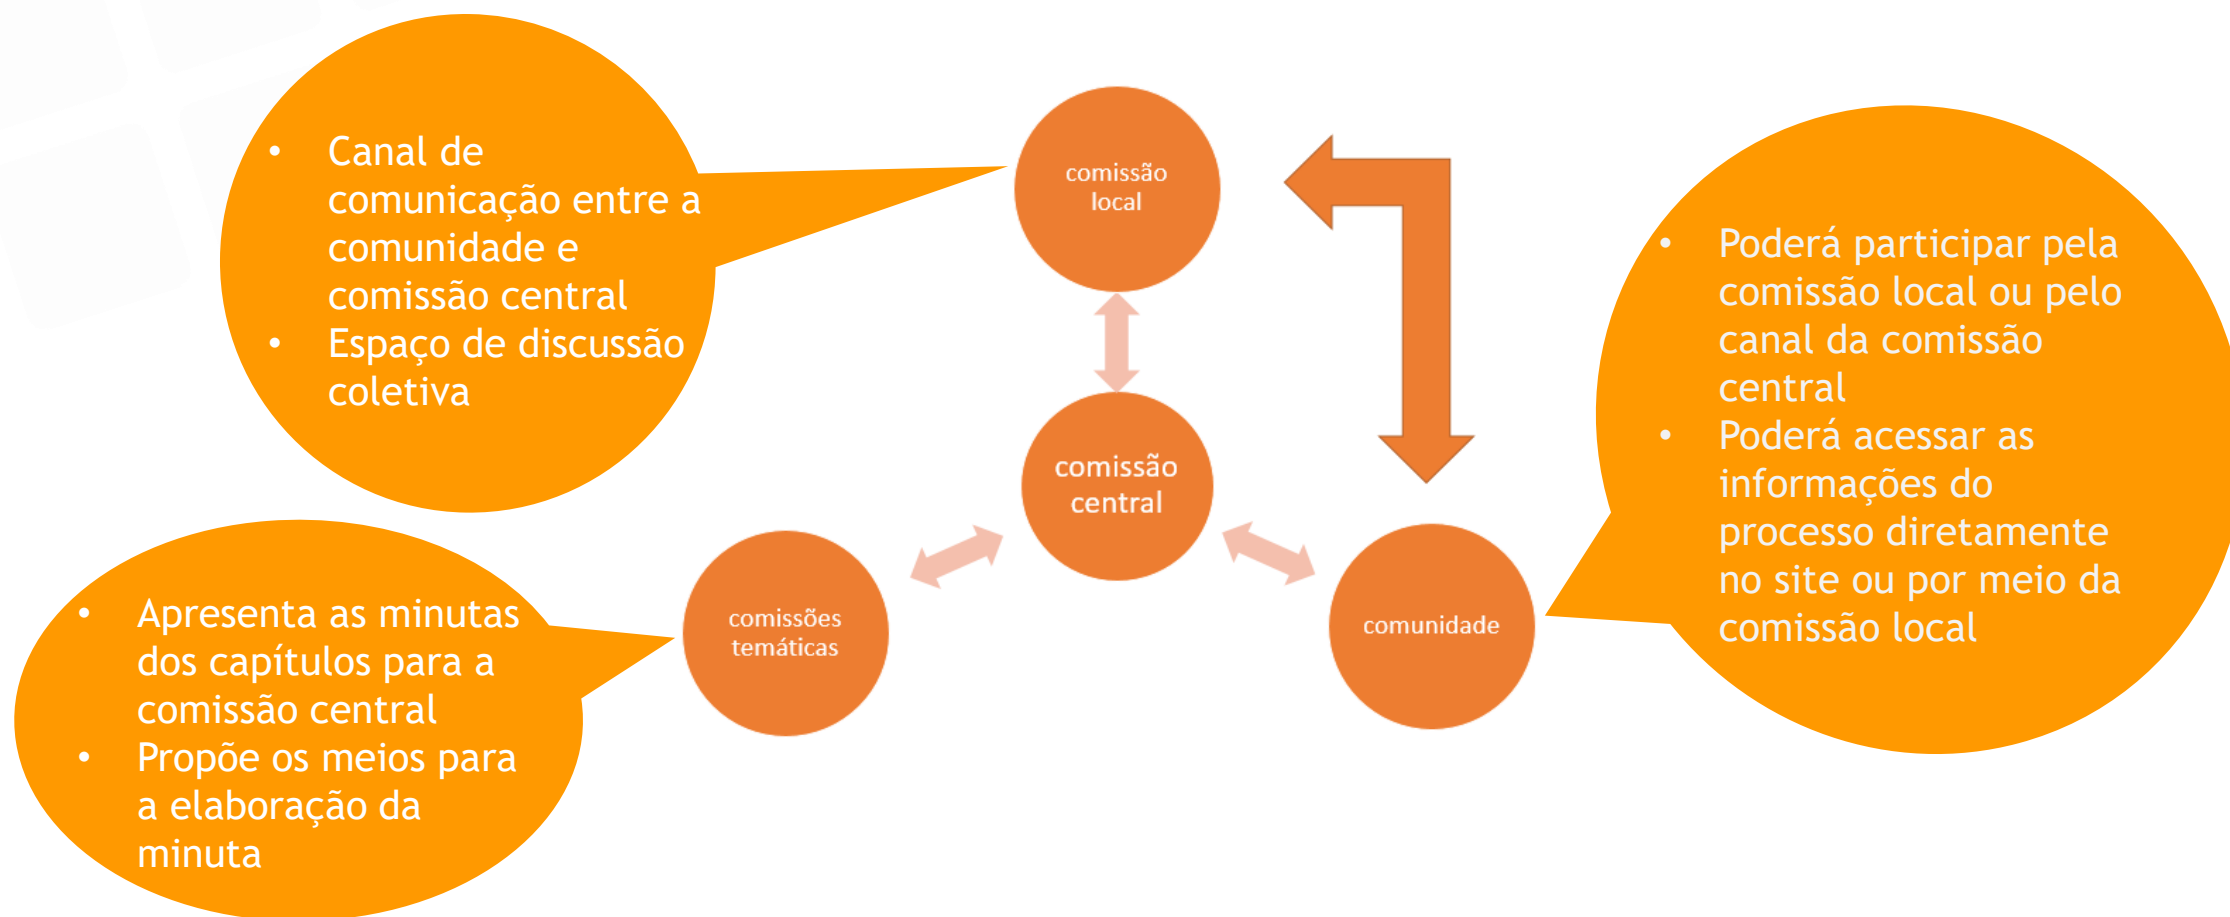 • Canal de
comunicação entre a
comunidade e
comissão central
• Espaço de discussão
coletiva
comissão
local
• Poderá participar pela
comissão local ou pelo
canal da comissão
central
• Poderá acessar as
informações do
processo diretamente
no site ou por meio da
comissão local
comissão
central
• Apresenta as minutas
dos capítulos para a
comissão central
• Propõe os meios para
a elaboração da
minuta
comissões
temáticas
comunidade